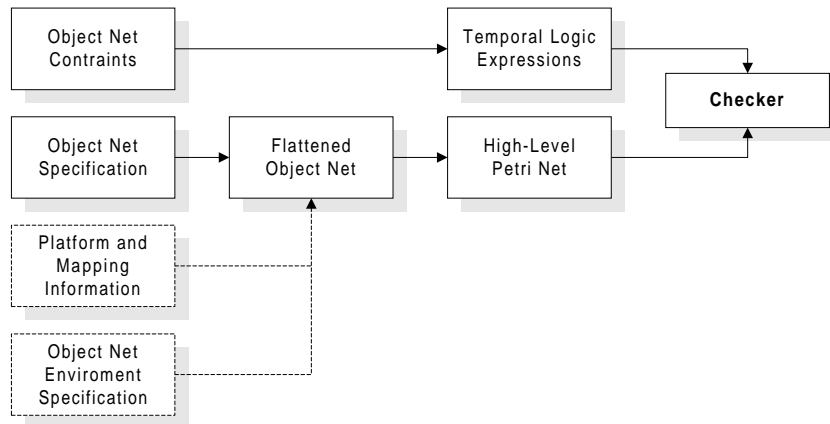 Object Net
Contraints
Temporal Logic
Expressions
Checker
Object Net
Specification
Flattened
Object Net
High-Level
Petri Net
Platform and
Mapping
Information
Object Net
Enviroment
Specification